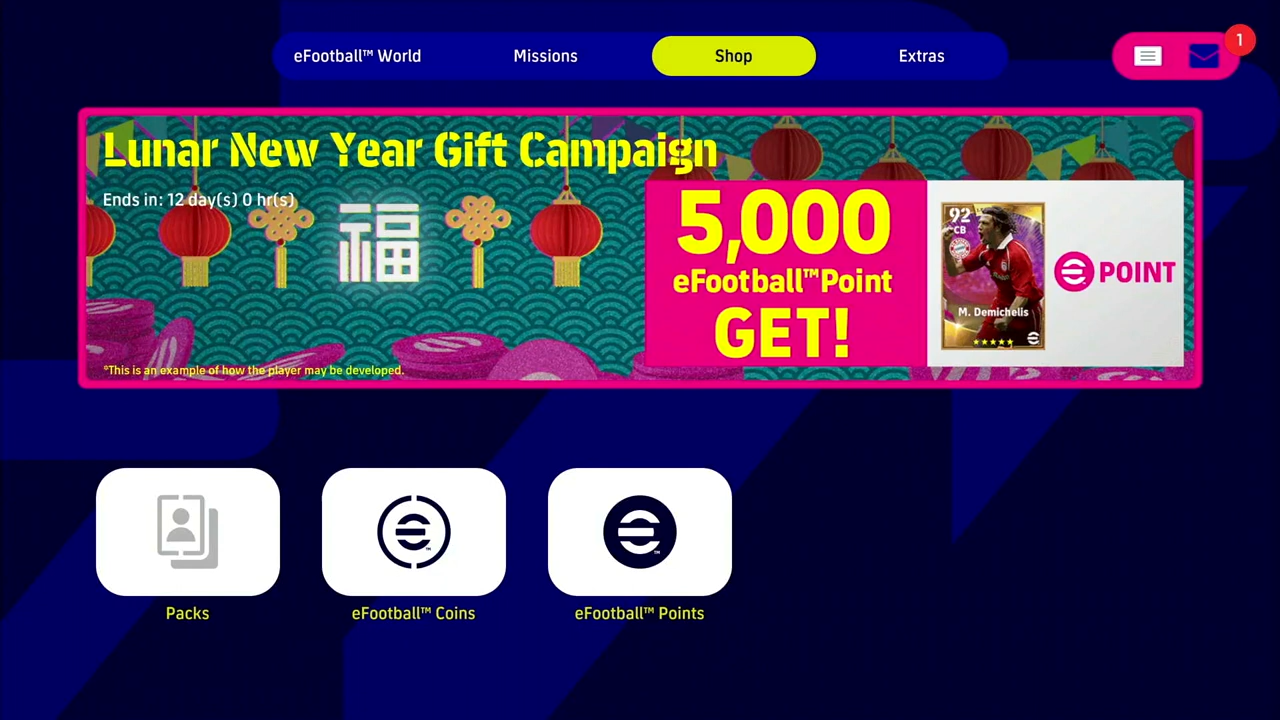 eFootball™ World
Missions
Shop
Extras
1
Lunar New Year Gift Campaign
Ends in: 12 day(s) 0 hr(s)
福
5,000
eFootball™Point
GET!
92
CB
M. Demichelis
★★★★★
POINT
°This is an example of how the player may be developed.
Packs
eFootball™ Coins
eFootball™ Points